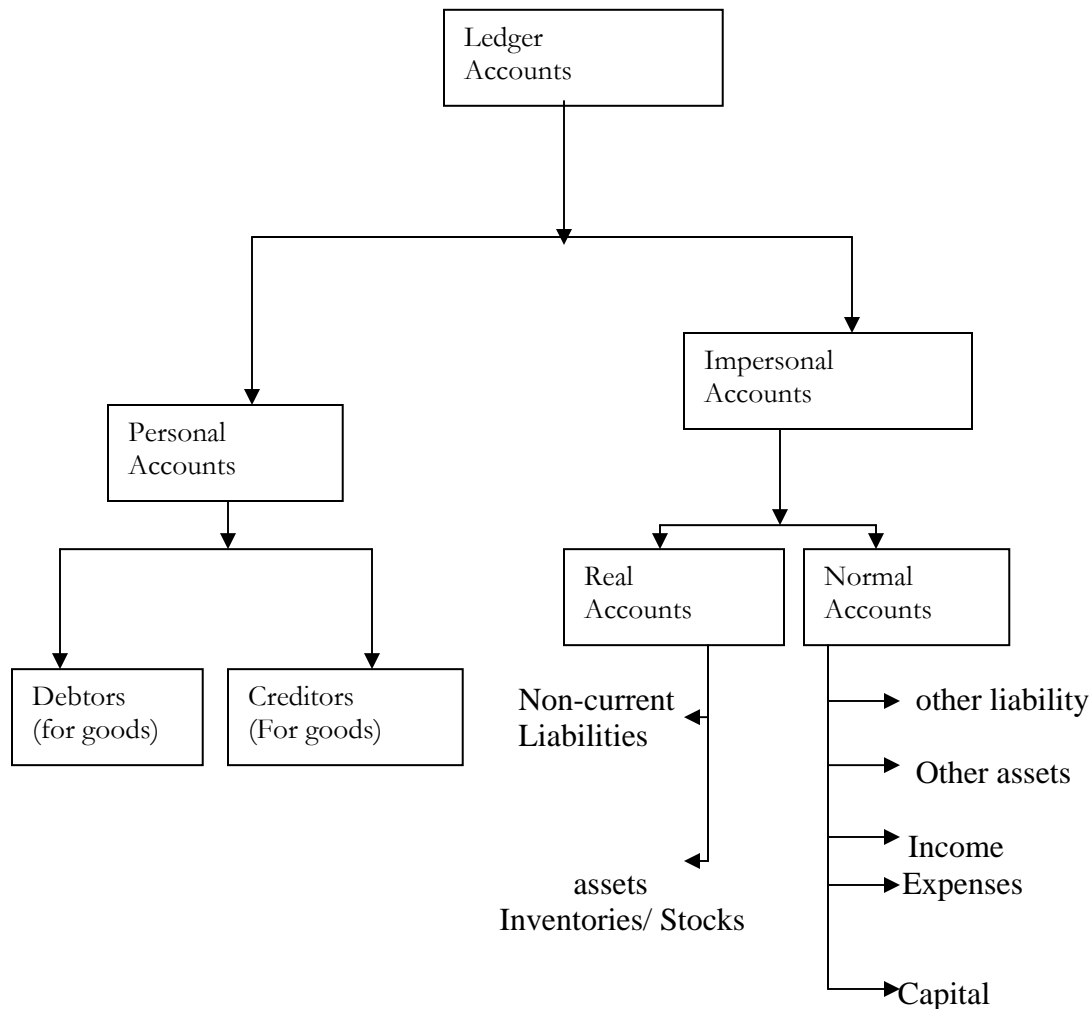 Ledger
Accounts
Impersonal
Accounts
Personal
Accounts
Real
Accounts
Normal
Accounts
Debtors
(for goods)
Creditors
(For goods)
Non-current
Liabilities
other liability
Other assets
Income
Expenses
assets
Inventories/ Stocks
Capital